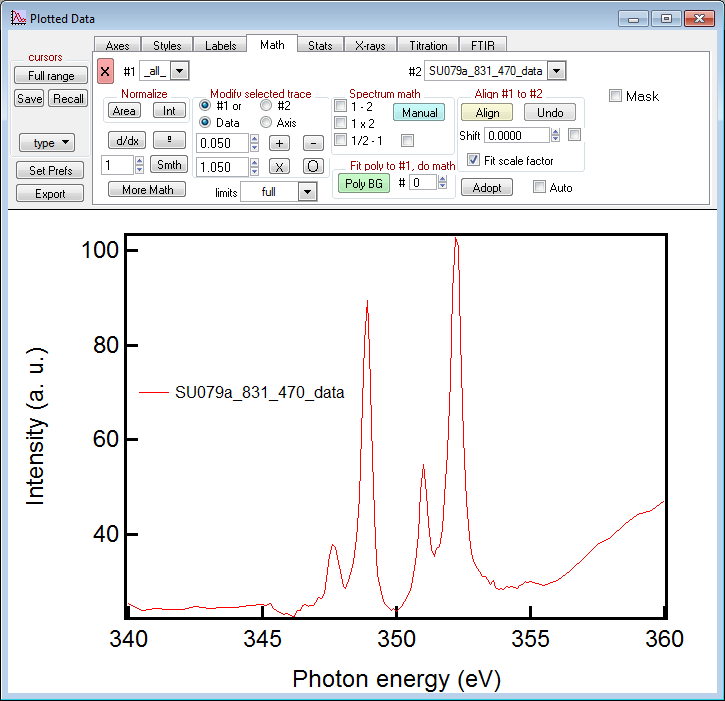 Plotted Data
cursors
Full range
Save Recall
type
Set Prefs
Export
Axes Styles Labels Math Stats X-rays Titration FTIR
X #1 _all_ #2 SU079a_831_470_data
Normalize
Area Int
d/dx
1 Smth
More Math
Modify selected trace
#1 or #2
Data Axis
0.050 + -
1.050 X O
limits full
Spectrum math
1 - 2 Manual
1 x 2
1/2 - 1
Fit poly to #1, do math
Poly BG # 0
Align #1 to #2
Align Undo
Shift 0.0000
Fit scale factor
Adopt Auto
Mask
100
80
60
40
Intensity (a. u.)
SU079a_831_470_data
340 345 350 355 360
Photon energy (eV)